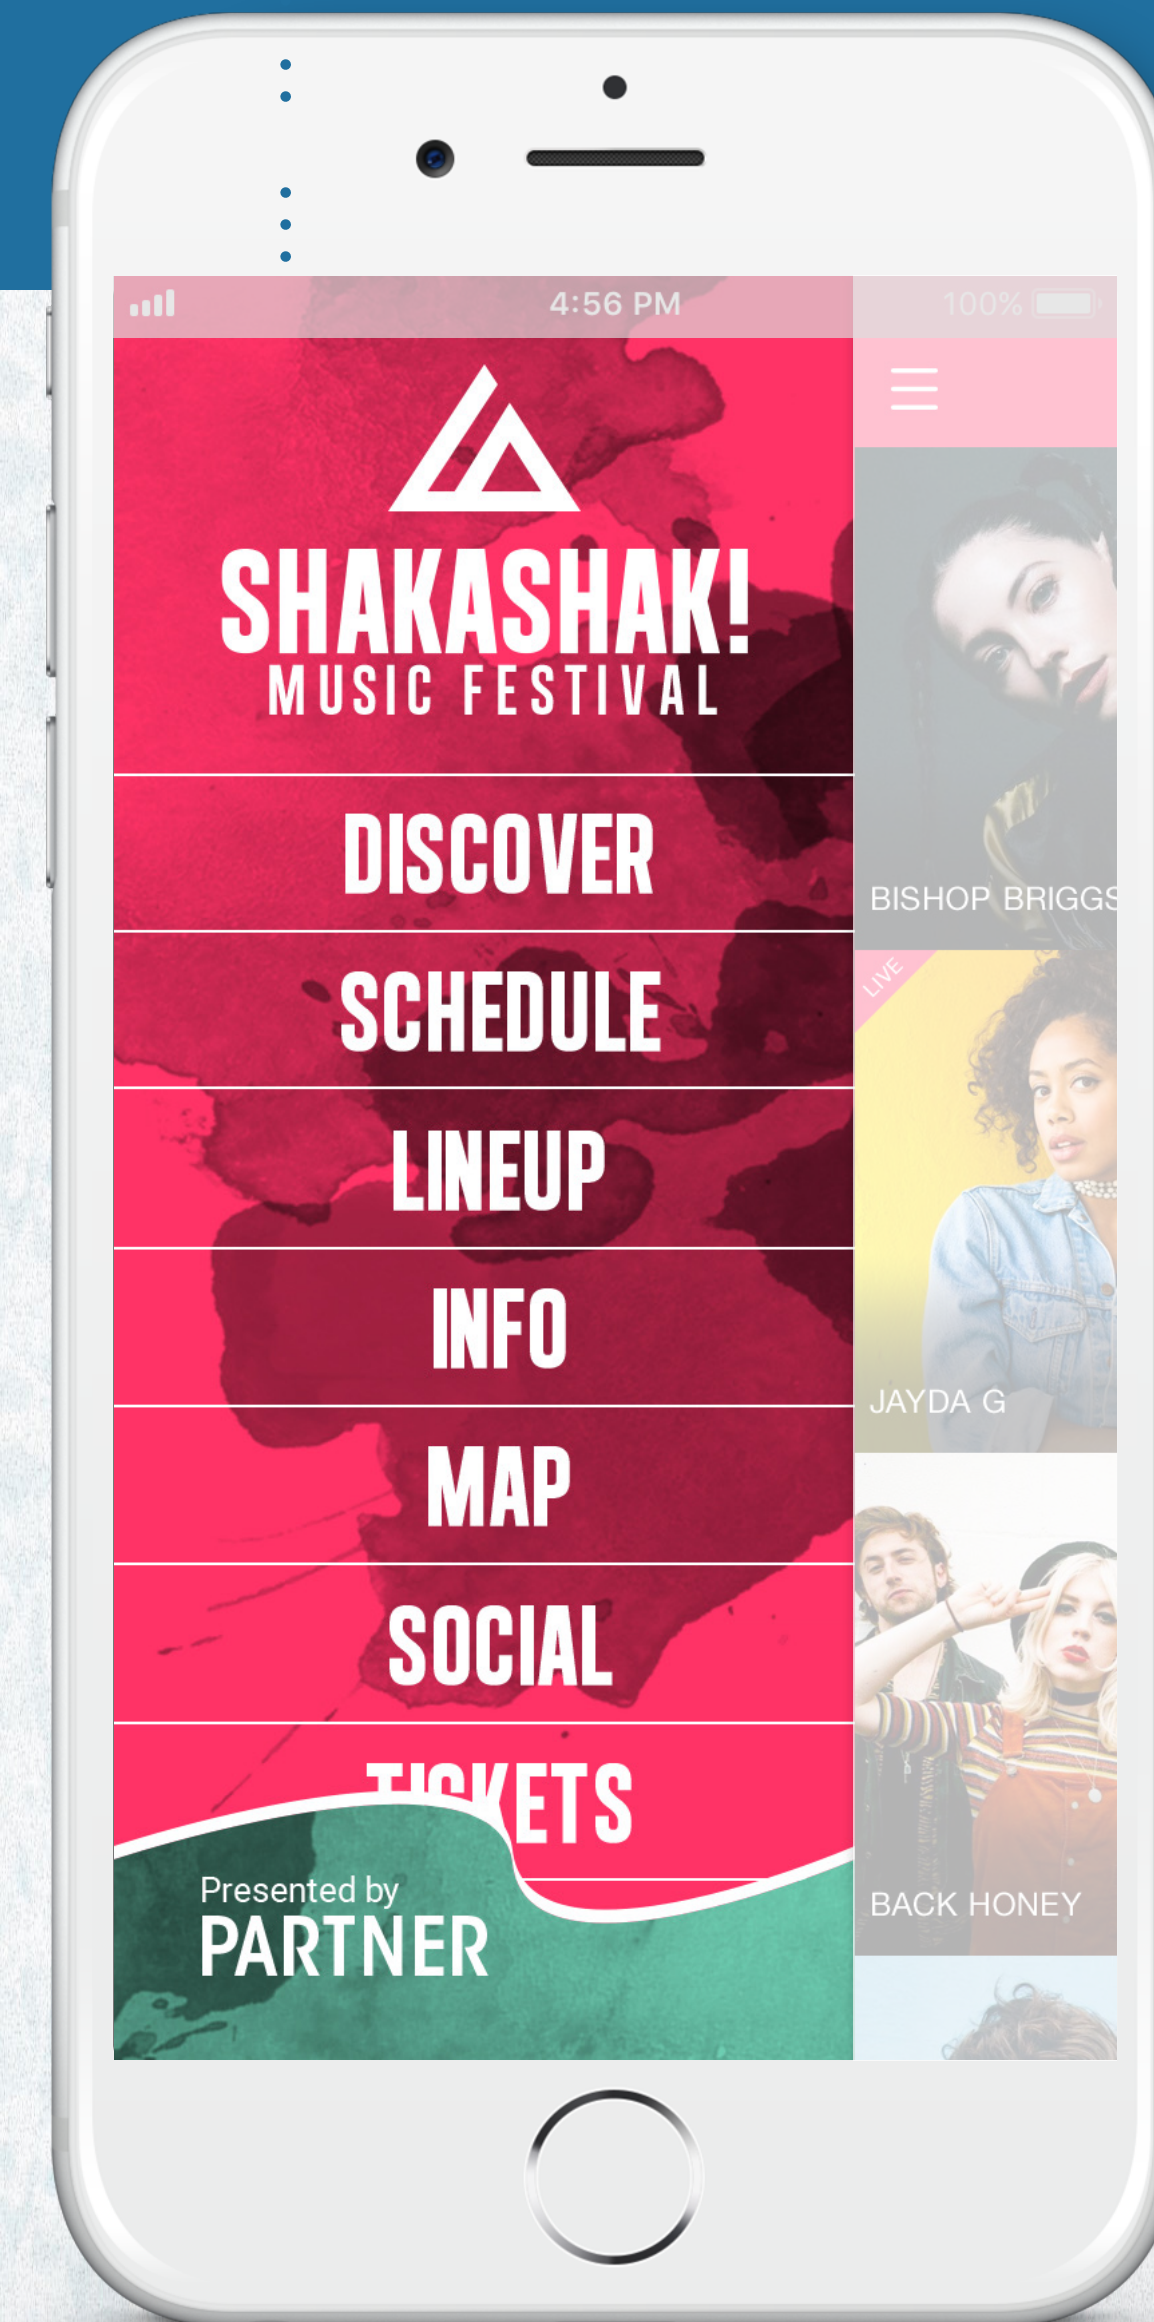 4:56 PM
100%
SHAKASHAK!
MUSIC FESTIVAL
DISCOVER
SCHEDULE
LINEUP
INFO
MAP
SOCIAL
TICKETS
Presented by
PARTNER
BISHOP BRIGGS
LIVE
JAYDA G
BACK HONEY